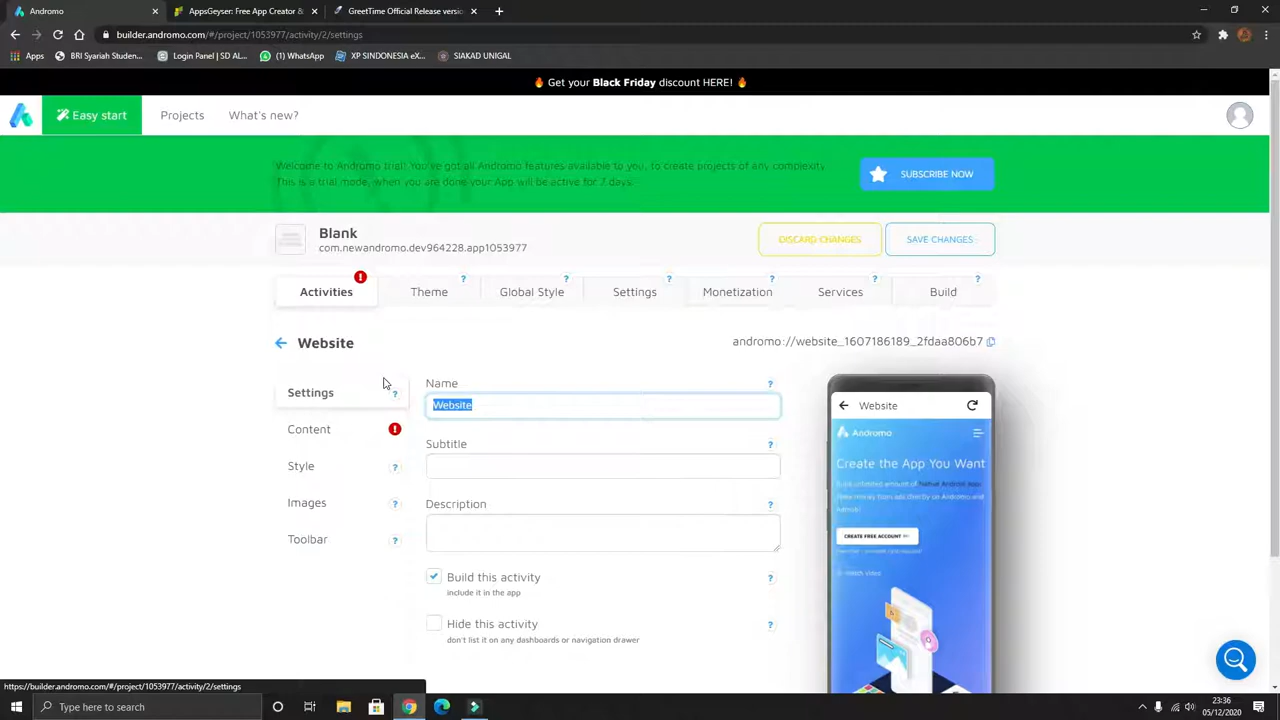 Andromo
AppsGeyser: Free App Creator &
GreeTime Official Release versi
builder.andromo.com/#/project/1053977/activity/2/settings
Apps
BRI Syariah Studen...
Login Panel | SD AL...
(1) WhatsApp
XP SINDONESIA eX...
SIAKAD UNIGAL
🔥 Get your Black Friday discount HERE! 🔥
Easy start
Projects
What's new?
Welcome to Andromo trial! You've got all Andromo features available to you, to create projects of any complexity
This is a trial mode, when you are done your App will be active for 7 days.
SUBSCRIBE NOW
Blank
com.newandromo.dev964228.app1053977
DISCARD CHANGES
SAVE CHANGES
Activities !
Theme ?
Global Style ?
Settings ?
Monetization ?
Services ?
Build ?
← Website
andromo://website_1607186189_2fdaa806b7
Settings ?
Content !
Style ?
Images ?
Toolbar ?
Name ?
Website
Subtitle ?
Description ?
Build this activity ?
include it in the app
Hide this activity ?
don't list it on any dashboards or navigation drawer
Website
Andromo
Create the App You Want
CREATE FREE ACCOUNT
https://builder.andromo.com/#/project/1053977/activity/2/settings
Type here to search
23:36
05/12/2020